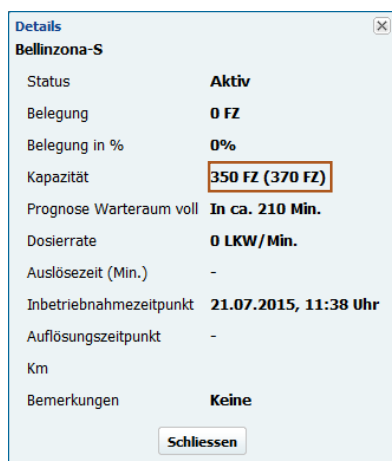 Details
Bellinzona-S
Status Aktiv
Belegung 0 FZ
Belegung in % 0%
Kapazität 350 FZ (370 FZ)
Prognose Warteraum voll In ca. 210 Min.
Dosierrate 0 LKW/Min.
Auslösezeit (Min.) -
Inbetriebnahmezeitpunkt 21.07.2015, 11:38 Uhr
Auflösungszeitpunkt -
Km
Bemerkungen Keine
Schliessen